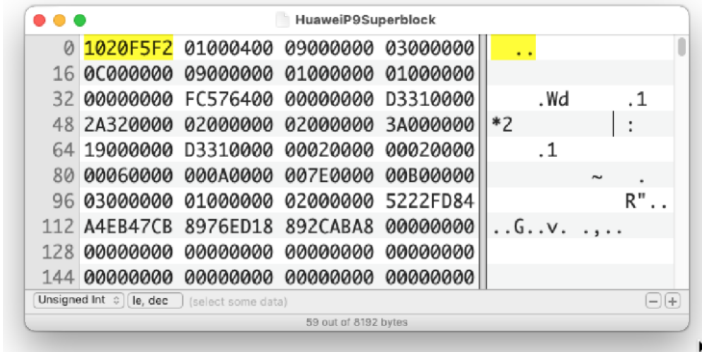 HuaweiP9Superblock
0 1020F5F2 01000400 09000000 03000000 ..
16 0C000000 09000000 01000000 01000000
32 00000000 FC576400 00000000 D3310000 .Wd .1
48 2A320000 02000000 02000000 3A000000 *2 :
64 19000000 D3310000 00020000 00020000 .1
80 00060000 000A0000 007E0000 00B00000 ~ .
96 03000000 01000000 02000000 5222FD84 R"..
112 A4EB47CB 8976ED18 892CABA8 00000000 ..G..v. .,..
128 00000000 00000000 00000000 00000000
144 00000000 00000000 00000000 00000000
Unsigned Int le, dec (select some data) − +
59 out of 8192 bytes